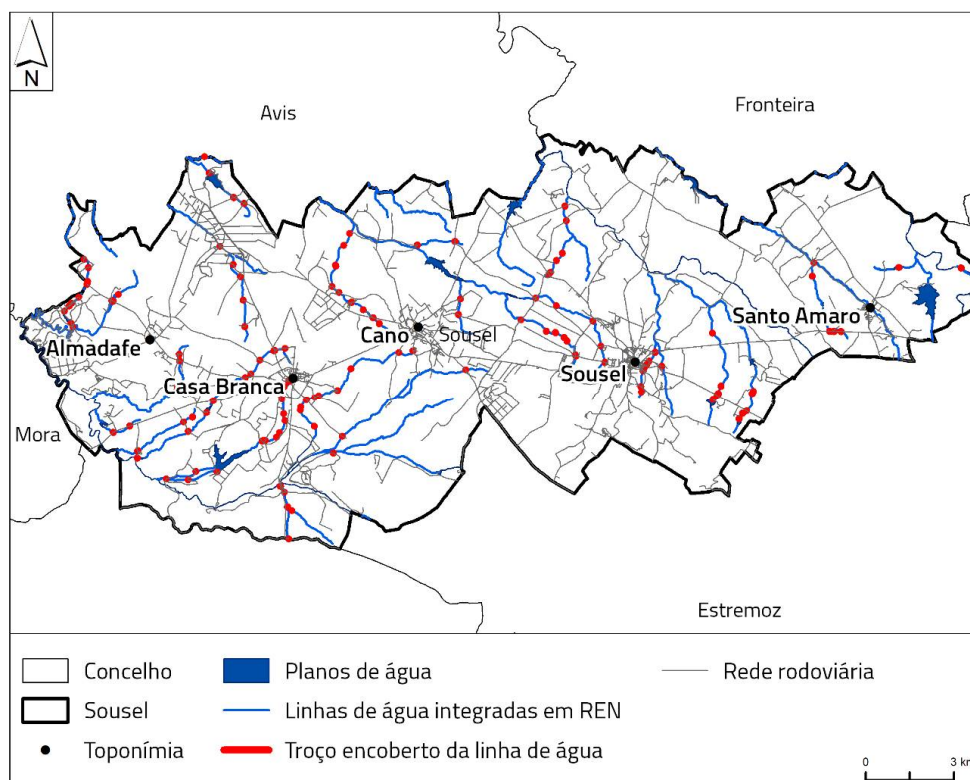 N
Avis
Fronteira
Santo Amaro
Cano
Sousel
Almadafe
Sousel
Casa Branca
Mora
Estremoz
Concelho
Planos de água
Rede rodoviária
Sousel
Linhas de água integradas em REN
Toponímia
Troço encoberto da linha de água
0
3 km